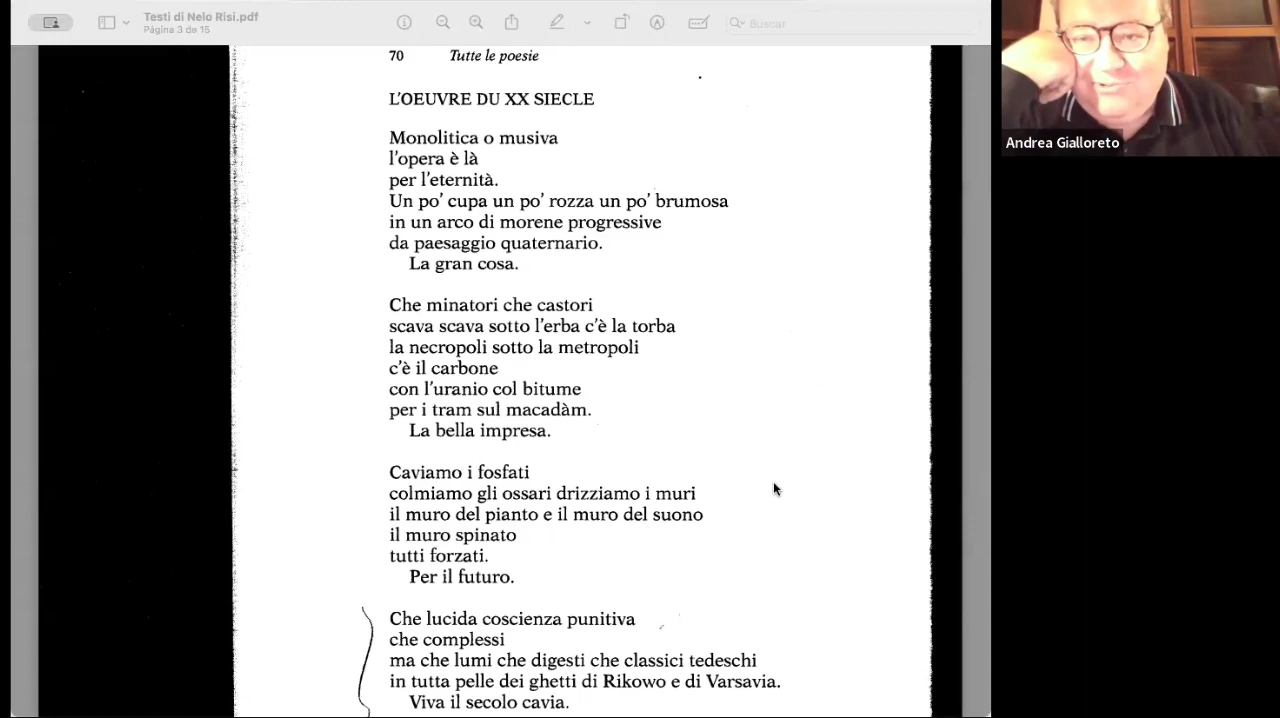 Testi di Nelo Risi.pdf
Página 3 de 15
Buscar
70 Tutte le poesie
L'OEUVRE DU XX SIECLE
Monolitica o musiva
l'opera è là
per l'eternità.
Un po' cupa un po' rozza un po' brumosa
in un arco di morene progressive
da paesaggio quaternario.
La gran cosa.
Che minatori che castori
scava scava sotto l'erba c'è la torba
la necropoli sotto la metropoli
c'è il carbone
con l'uranio col bitume
per i tram sul macadàm.
La bella impresa.
Caviamo i fosfati
colmiamo gli ossari drizziamo i muri
il muro del pianto e il muro del suono
il muro spinato
tutti forzati.
Per il futuro.
Che lucida coscienza punitiva
che complessi
ma che lumi che digesti che classici tedeschi
in tutta pelle dei ghetti di Rikowo e di Varsavia.
Viva il secolo cavia.
Andrea Gialloreto